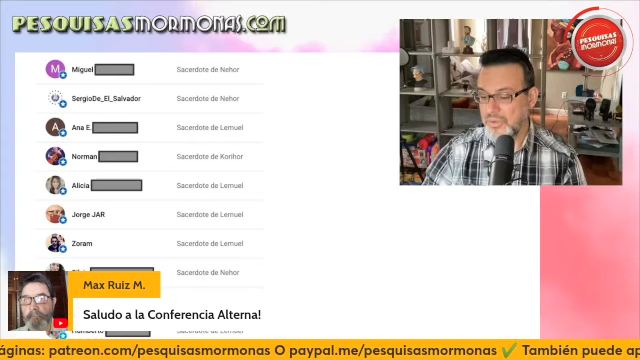 PESQUISASMORMONAS.COM
PESQUISAS
MORMONAS
M Miguel Sacerdote de Nehor
SergioDe_El_Salvador Sacerdote de Nehor
A Ana E. Sacerdote de Lemuel
Norman Sacerdote de Korihor
Alicia Sacerdote de Lemuel
Jorge JAR Sacerdote de Lemuel
Zoram Sacerdote de Lemuel
Sacerdote de Nehor
Max Ruiz M.
Saludo a la Conferencia Alterna!
áginas: patreon.com/pesquisasmormonas O paypal.me/pesquisasmormonas ✔ También puede ap